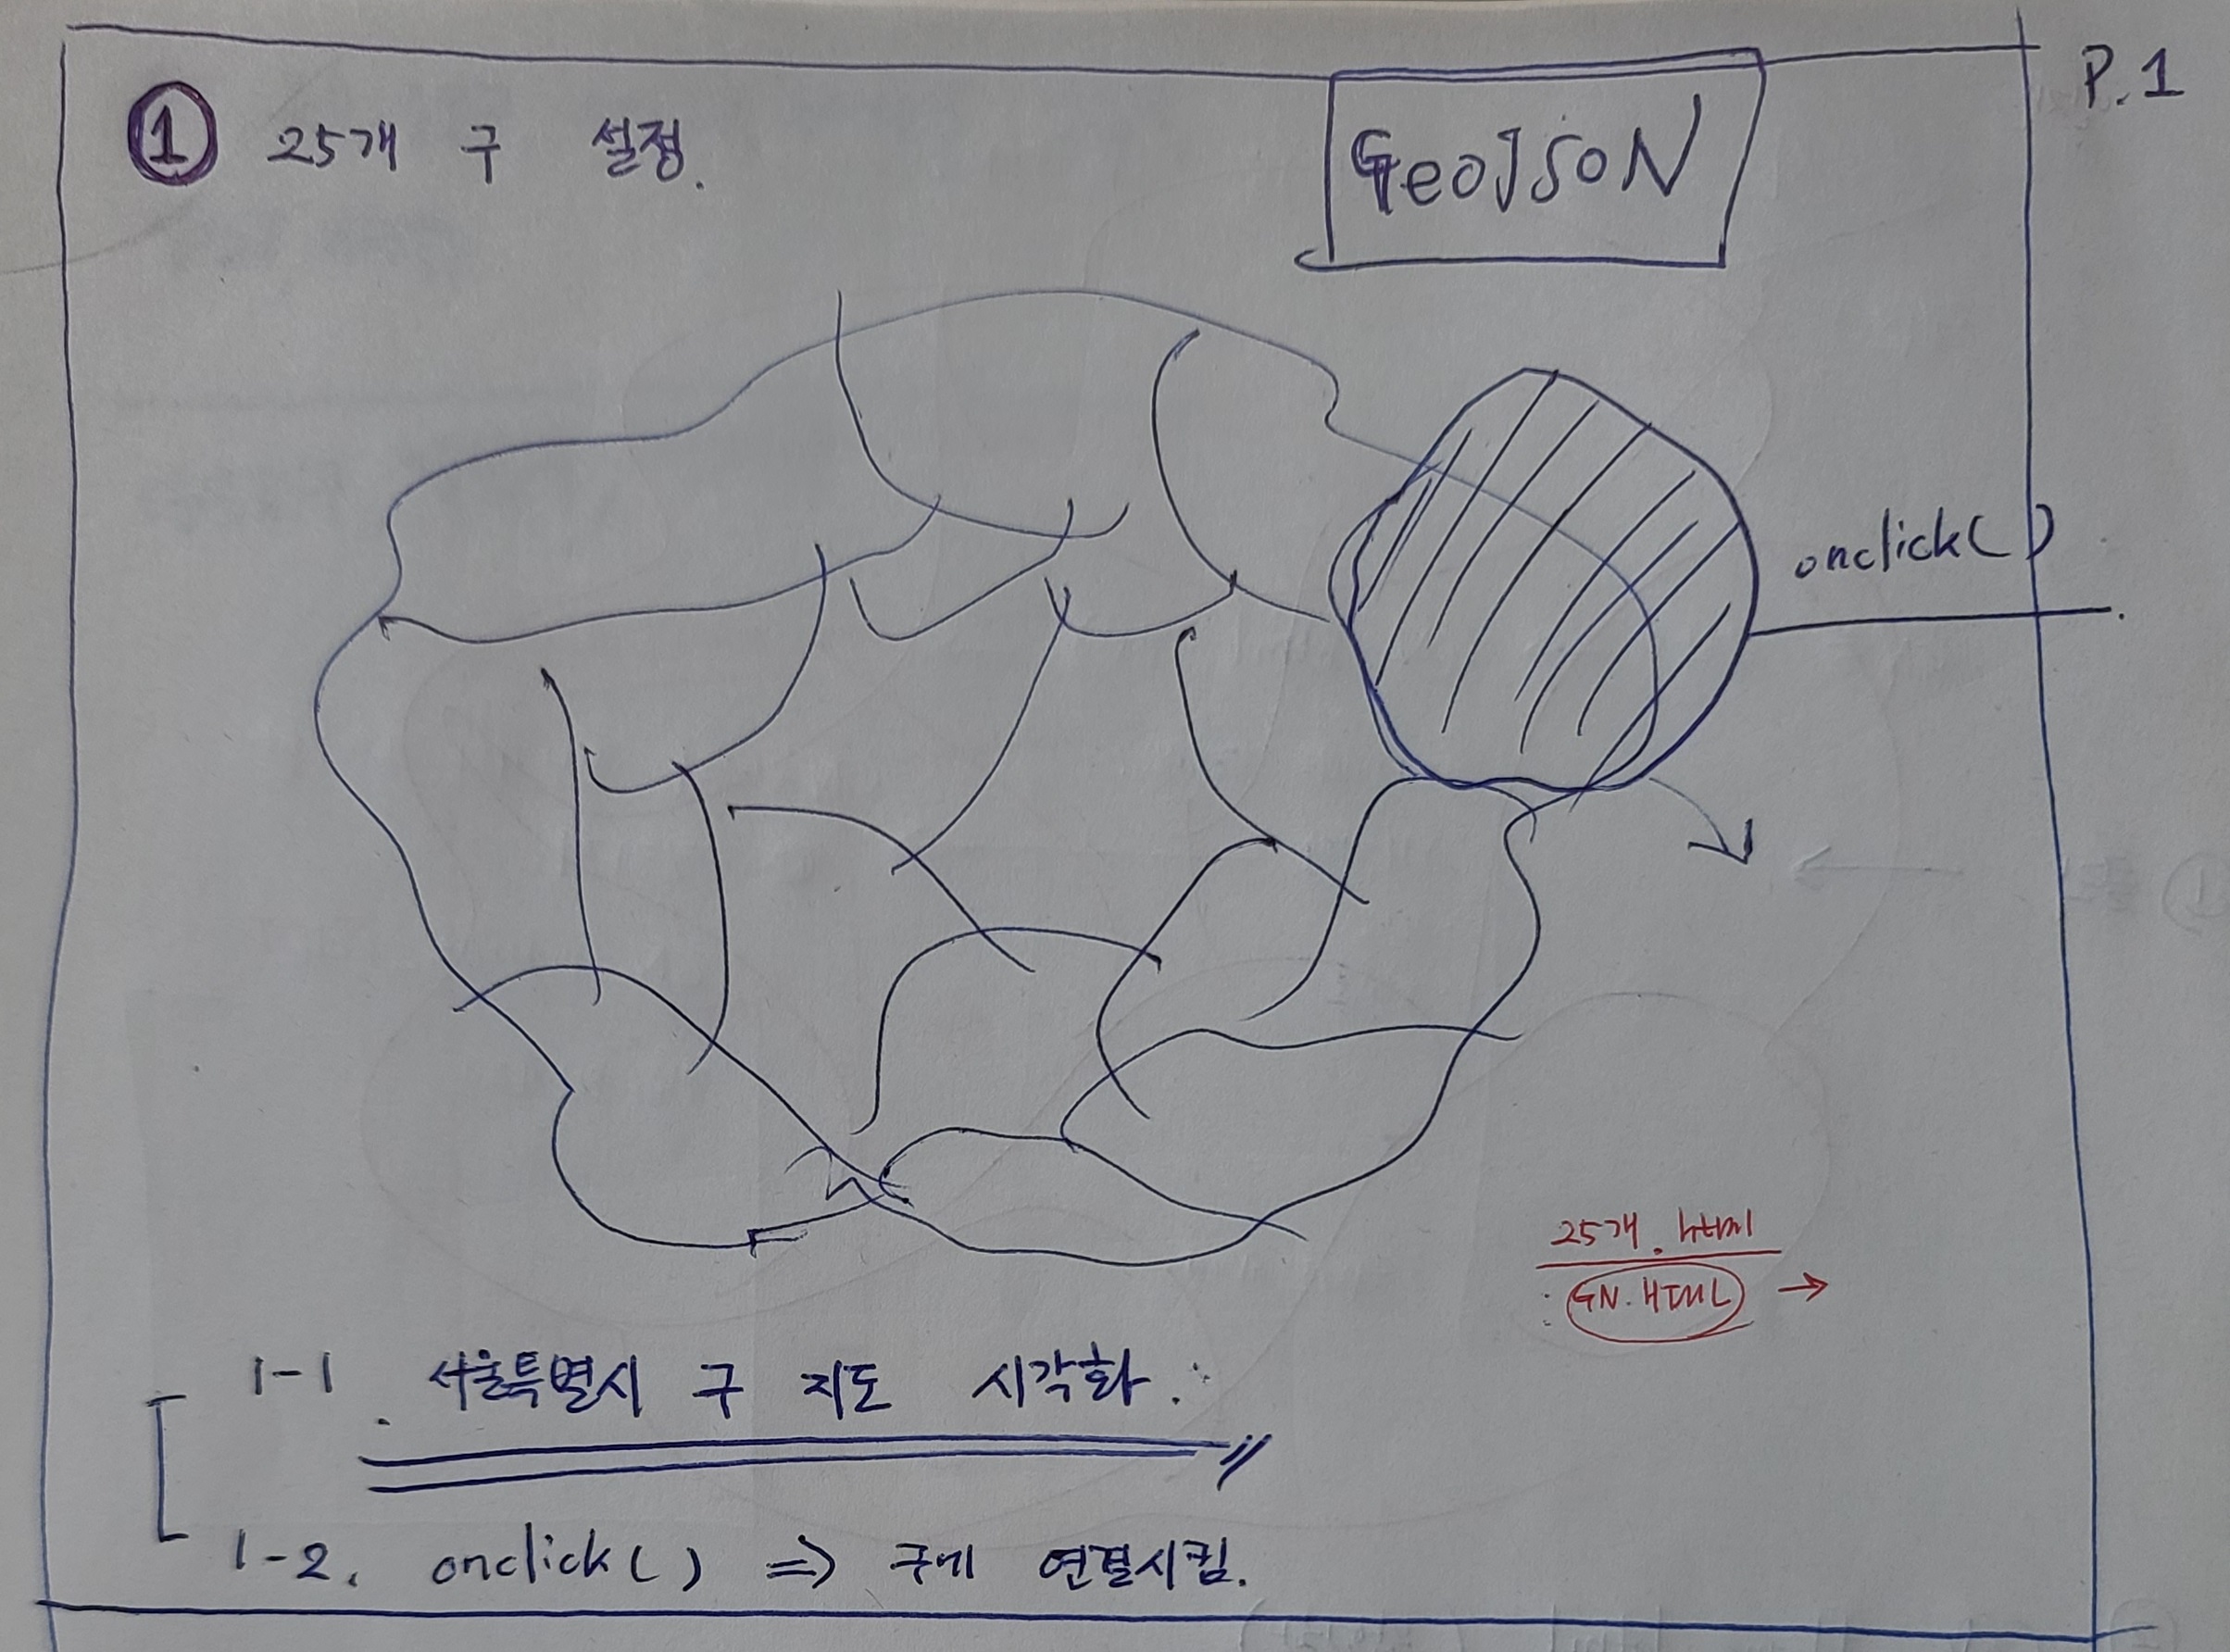 P.1
① 25개 구 설정.
GeoJSoN
onclick( )
25개. html
GN. HTML →
1-1. 서울특별시 구 지도 시각화.
1-2. onclick( ) => 구에 연결시킴.